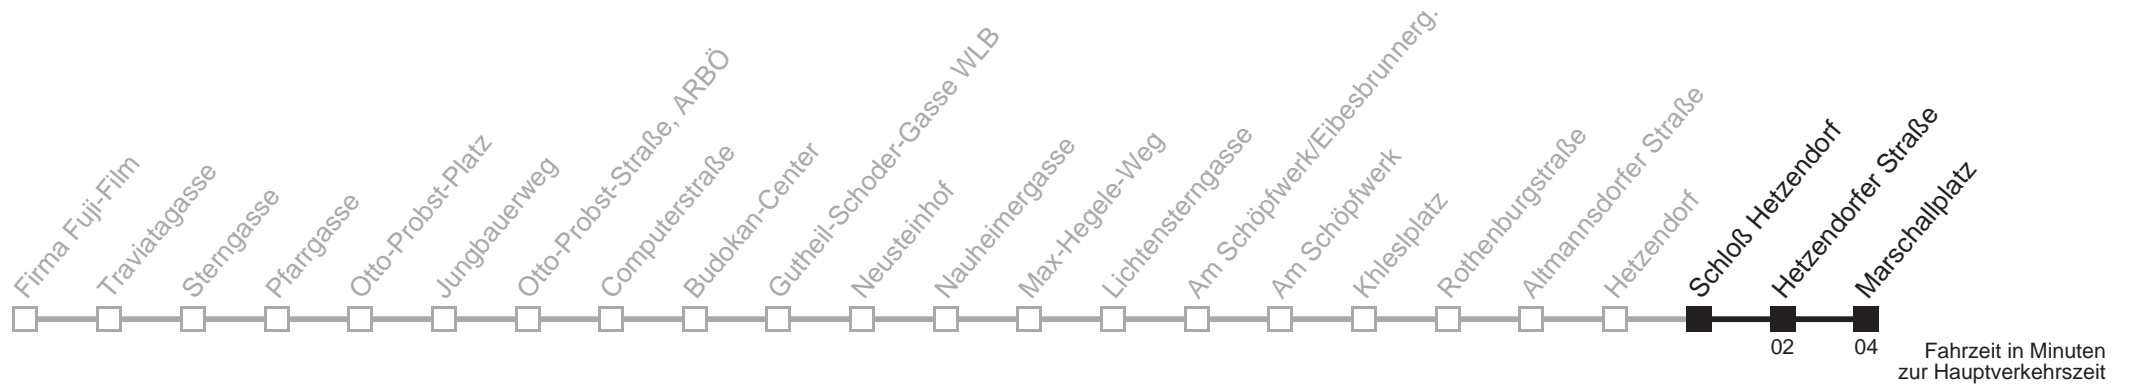 Firma Fuji-Film
Traviatagasse
Sterngasse
Pfarrgasse
Otto-Probst-Platz
Jungbauerweg
Otto-Probst-Straße, ARBÖ
Computerstraße
Budokan-Center
Gutheil-Schoder-Gasse WLB
Neusteinhof
Nauheimergasse
Max-Hegele-Weg
Lichtensterngasse
Am Schöpfwerk/Eibesbrunnerg.
Am Schöpfwerk
Khleslplatz
Rothenburgstraße
Altmannsdorfer Straße
Hetzendorf
Schloß Hetzendorf
Hetzendorfer Straße
Marschallplatz
02
04
Fahrzeit in Minuten
zur Hauptverkehrszeit